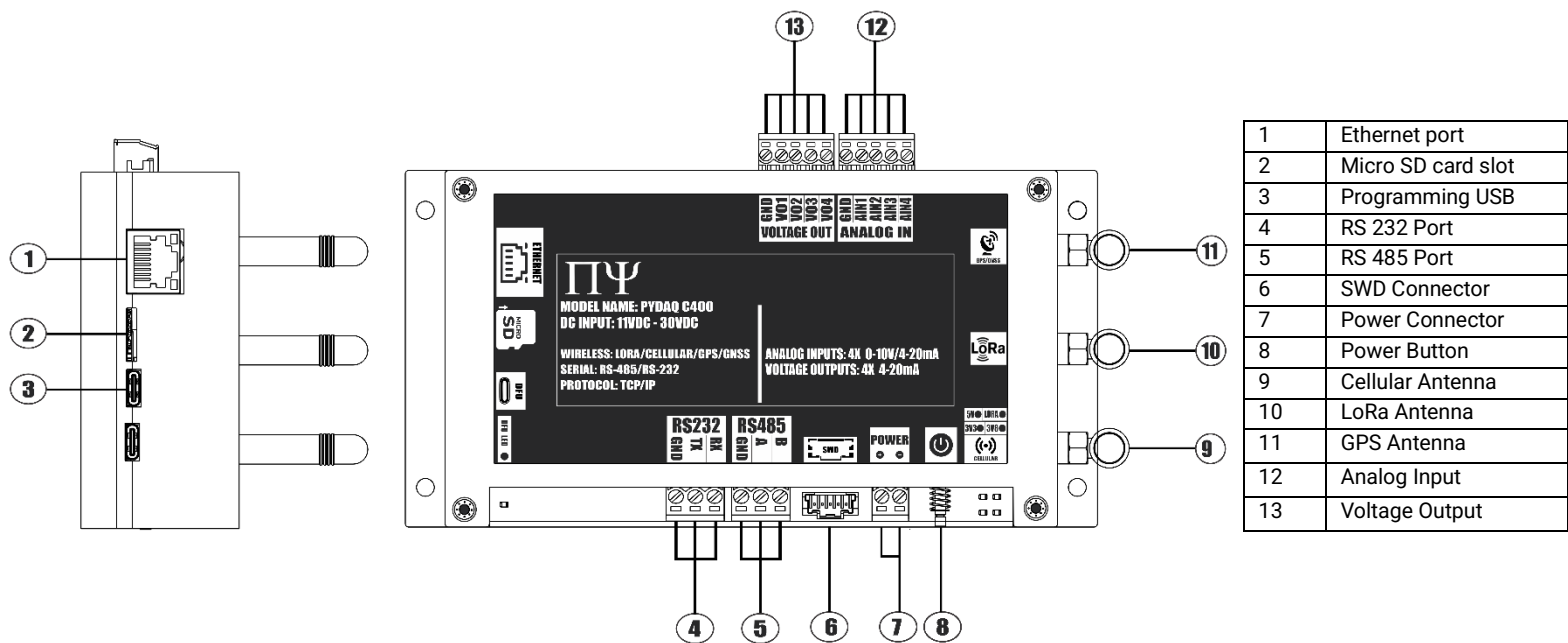 13
12
1
2
3
11
10
9
4
5
6
7
8
GND
VO1
VO2
VO3
VO4
VOLTAGE OUT
GND
AIN1
AIN2
AIN3
AIN4
ANALOG IN
ETHERNET
GPS/GNSS
ΠΨ
MODEL NAME: PYDAQ C400
DC INPUT: 11VDC - 30VDC
MICRO
SD
WIRELESS: LORA/CELLULAR/GPS/GNSS
SERIAL: RS-485/RS-232
PROTOCOL: TCP/IP
ANALOG INPUTS: 4X 0-10V/4-20mA
VOLTAGE OUTPUTS: 4X 4-20mA
LoRa
DFU
DFU LED
RS232
GND
TX
RX
RS485
GND
A
B
SWD
POWER
5V LORA
3V3 3V6
CELLULAR
1 Ethernet port
2 Micro SD card slot
3 Programming USB
4 RS 232 Port
5 RS 485 Port
6 SWD Connector
7 Power Connector
8 Power Button
9 Cellular Antenna
10 LoRa Antenna
11 GPS Antenna
12 Analog Input
13 Voltage Output